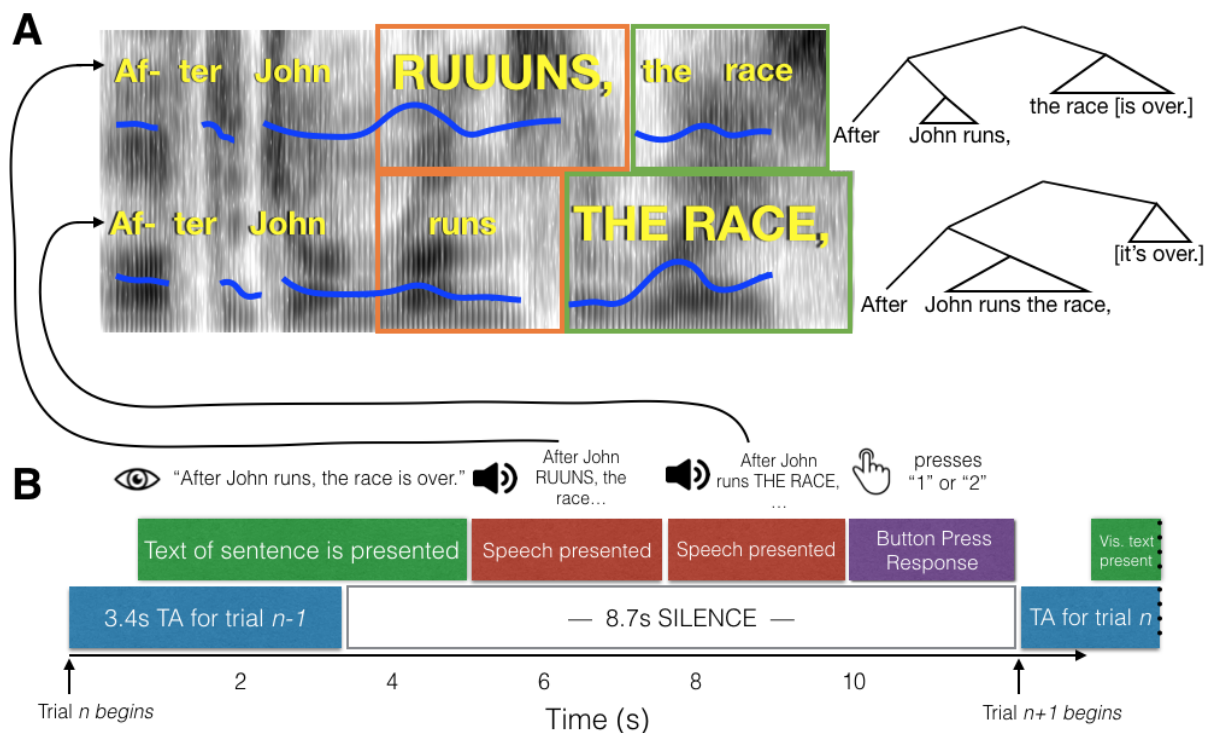 A
Af- ter John RUUUNS, the race
After John runs, the race [is over.]
Af- ter John runs THE RACE,
After John runs the race, [it's over.]
B
“After John runs, the race is over.”
After John
RUUNS, the
race…
After John
runs THE RACE,
…
presses
“1” or “2”
Text of sentence is presented
Speech presented
Speech presented
Button Press
Response
Vis. text
present
3.4s TA for trial n-1
— 8.7s SILENCE —
TA for trial n
2 4 6 8 10
Trial n begins
Time (s)
Trial n+1 begins